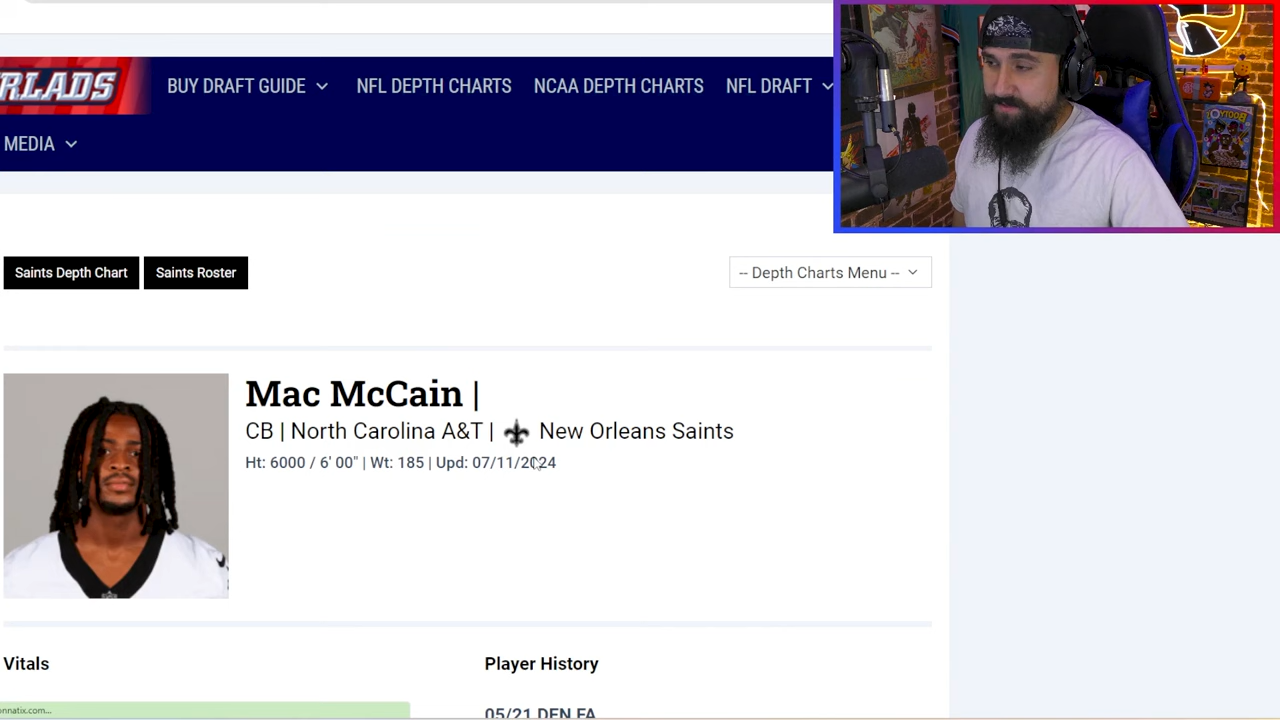 RLADS
BUY DRAFT GUIDE
NFL DEPTH CHARTS
NCAA DEPTH CHARTS
NFL DRAFT
MEDIA
Saints Depth Chart
Saints Roster
-- Depth Charts Menu --
Mac McCain |
CB | North Carolina A&T | New Orleans Saints
Ht: 6000 / 6' 00" | Wt: 185 | Upd: 07/11/2024
Vitals
Player History
onnatix.com...
05/21 DEN FA